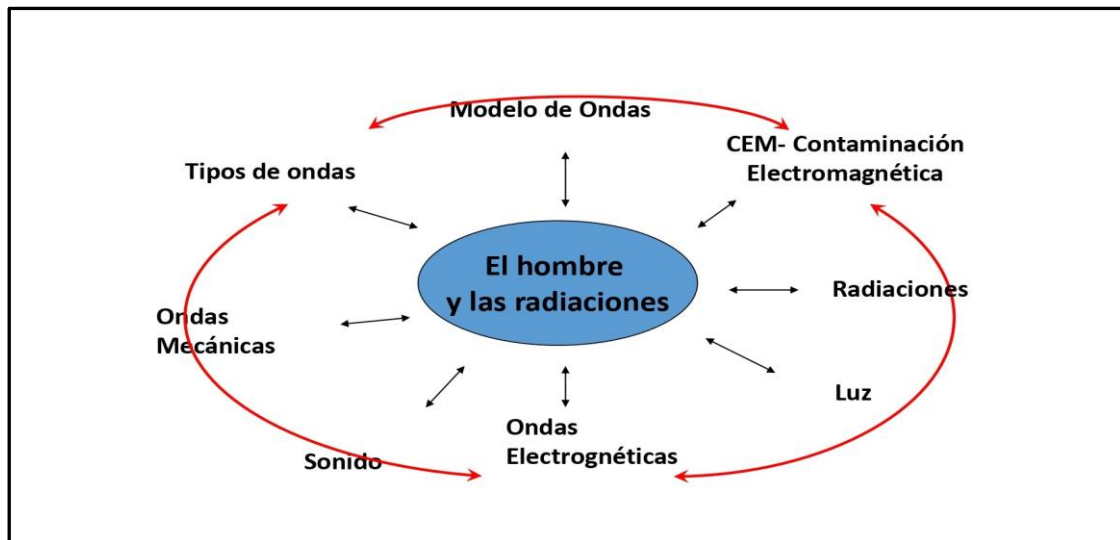 Modelo de Ondas
CEM- Contaminación
Electromagnética
Tipos de ondas
El hombre
y las radiaciones
Radiaciones
Ondas
Mecánicas
Luz
Ondas
Electrognéticas
Sonido